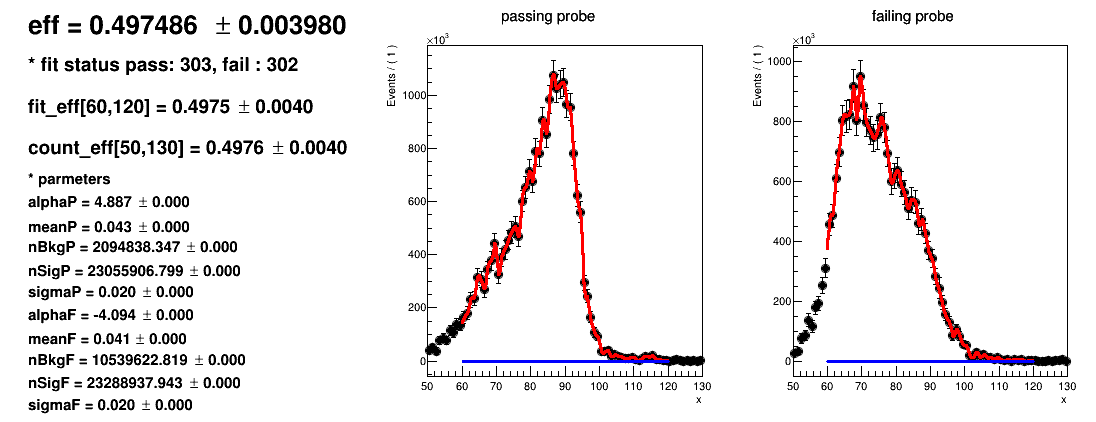 eff = 0.497486 ± 0.003980
* fit status pass: 303, fail : 302
fit_eff[60,120] = 0.4975 ± 0.0040
count_eff[50,130] = 0.4976 ± 0.0040
* parmeters
alphaP = 4.887 ± 0.000
meanP = 0.043 ± 0.000
nBkgP = 2094838.347 ± 0.000
nSigP = 23055906.799 ± 0.000
sigmaP = 0.020 ± 0.000
alphaF = -4.094 ± 0.000
meanF = 0.041 ± 0.000
nBkgF = 10539622.819 ± 0.000
nSigF = 23288937.943 ± 0.000
sigmaF = 0.020 ± 0.000
passing probe
×10³
Events / ( 1 )
1000
800
600
400
200
0
50 60 70 80 90 100 110 120 130
x
failing probe
×10³
Events / ( 1 )
1000
800
600
400
200
0
50 60 70 80 90 100 110 120 130
x